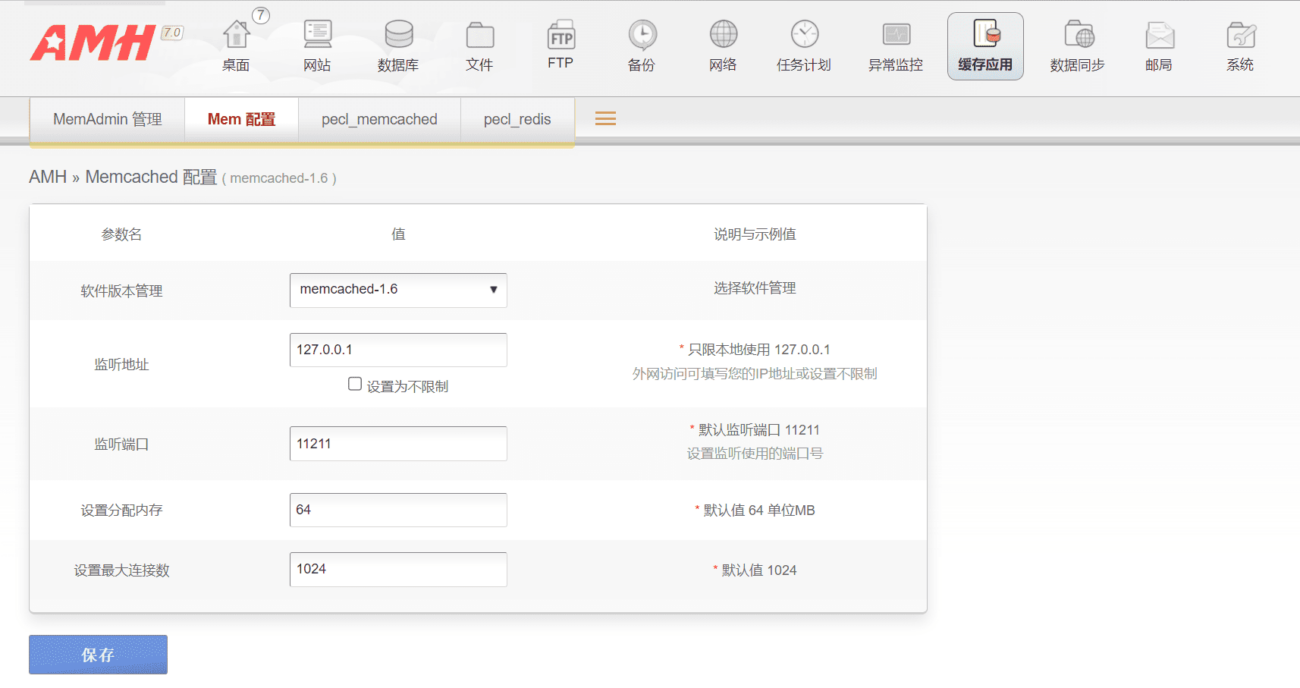 AMH 7.0
7
桌面 网站 数据库 文件 FTP 备份 网络 任务计划 异常监控 缓存应用 数据同步 邮局 系统
MemAdmin 管理 Mem 配置 pecl_memcached pecl_redis
AMH » Memcached 配置 ( memcached-1.6 )
参数名 值 说明与示例值
软件版本管理 memcached-1.6 选择软件管理
监听地址 127.0.0.1 * 只限本地使用 127.0.0.1
设置为不限制 外网访问可填写您的IP地址或设置不限制
监听端口 11211 * 默认监听端口 11211
设置监听使用的端口号
设置分配内存 64 * 默认值 64 单位MB
设置最大连接数 1024 * 默认值 1024
保存